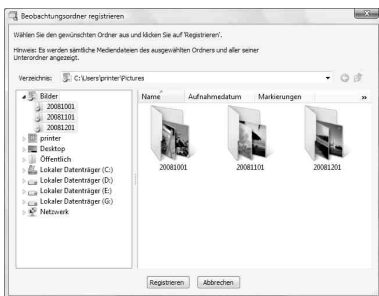 Beobachtungsordner registrieren
Wählen Sie den gewünschten Ordner aus und klicken Sie auf 'Registrieren'.
Hinweis: Es werden sämtliche Mediendateien des ausgewählten Ordners und aller seiner
Unterordner angezeigt.
Verzeichnis: C:\Users\printer\Pictures
Bilder
20081001
20081101
20081201
printer
Desktop
Öffentlich
Lokaler Datenträger (C:)
Lokaler Datenträger (D:)
Lokaler Datenträger (E:)
Lokaler Datenträger (G:)
Netzwerk
Name Aufnahmedatum Markierungen »
20081001 20081101 20081201
Registrieren Abbrechen